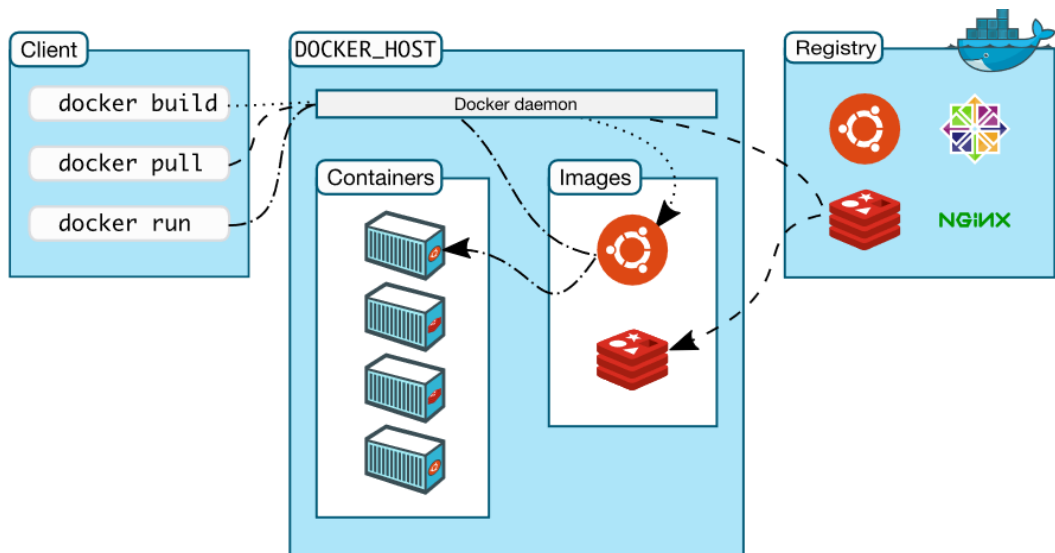 Client
docker build
docker pull
docker run
DOCKER_HOST
Docker daemon
Containers
Images
Registry
NGiNX